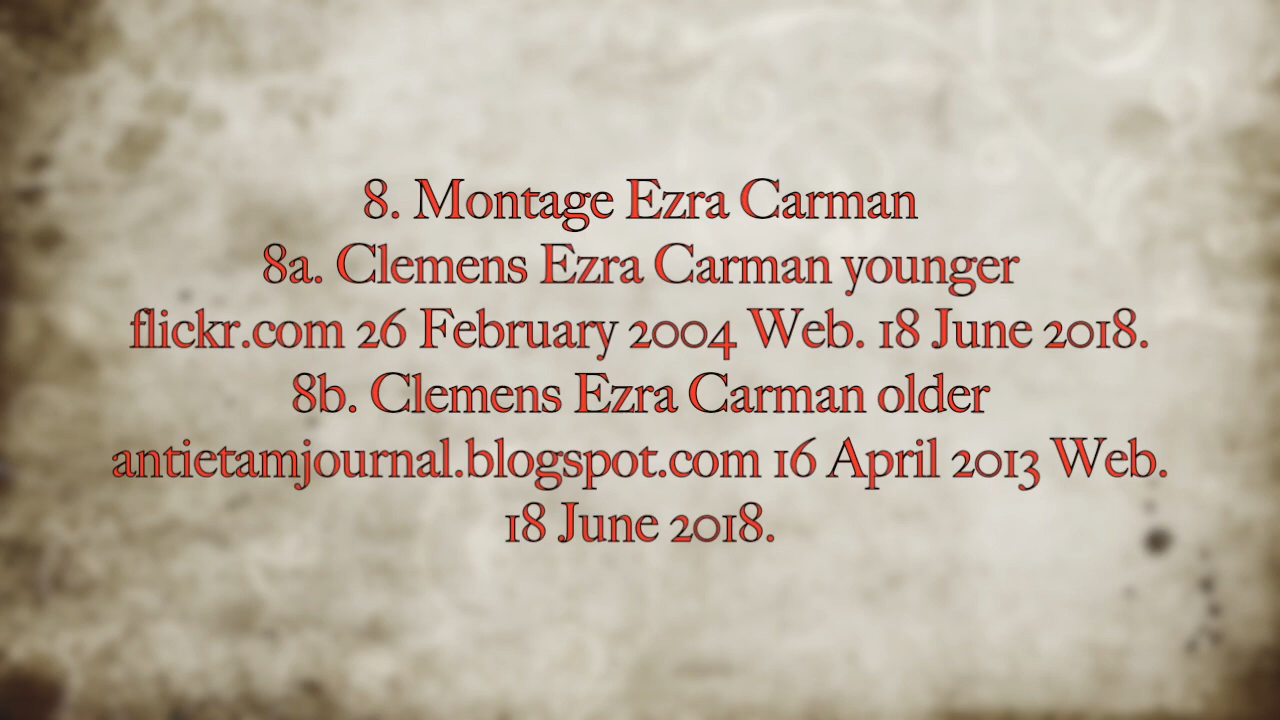 8. Montage Ezra Carman
8a. Clemens Ezra Carman younger
flickr.com 26 February 2004 Web. 18 June 2018.
8b. Clemens Ezra Carman older
antietamjournal.blogspot.com 16 April 2013 Web.
18 June 2018.